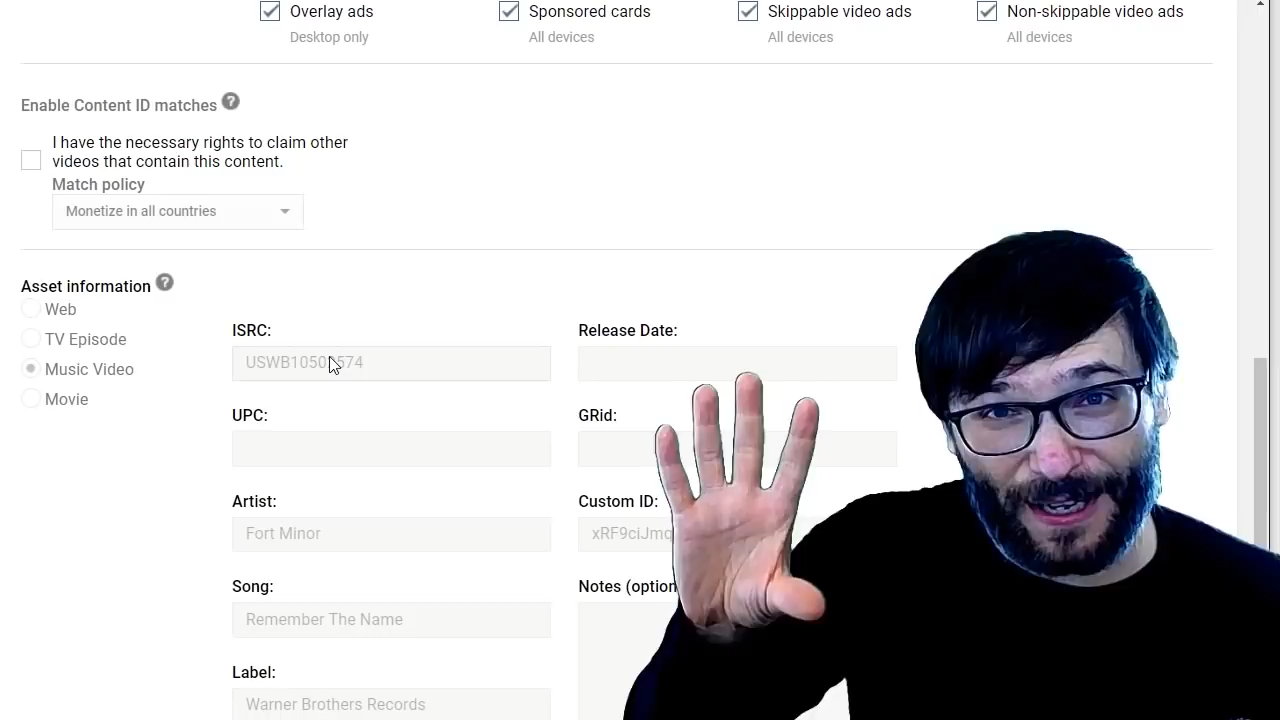 Overlay ads
Sponsored cards
Skippable video ads
Non-skippable video ads
Desktop only
All devices
All devices
All devices
Enable Content ID matches ?
I have the necessary rights to claim other
videos that contain this content.
Match policy
Monetize in all countries
Asset information ?
Web
TV Episode
Music Video
Movie
ISRC:
Release Date:
UPC:
GRid:
Artist:
Custom ID:
Fort Minor
Song:
Notes (option
Remember The Name
Label:
Warner Brothers Records